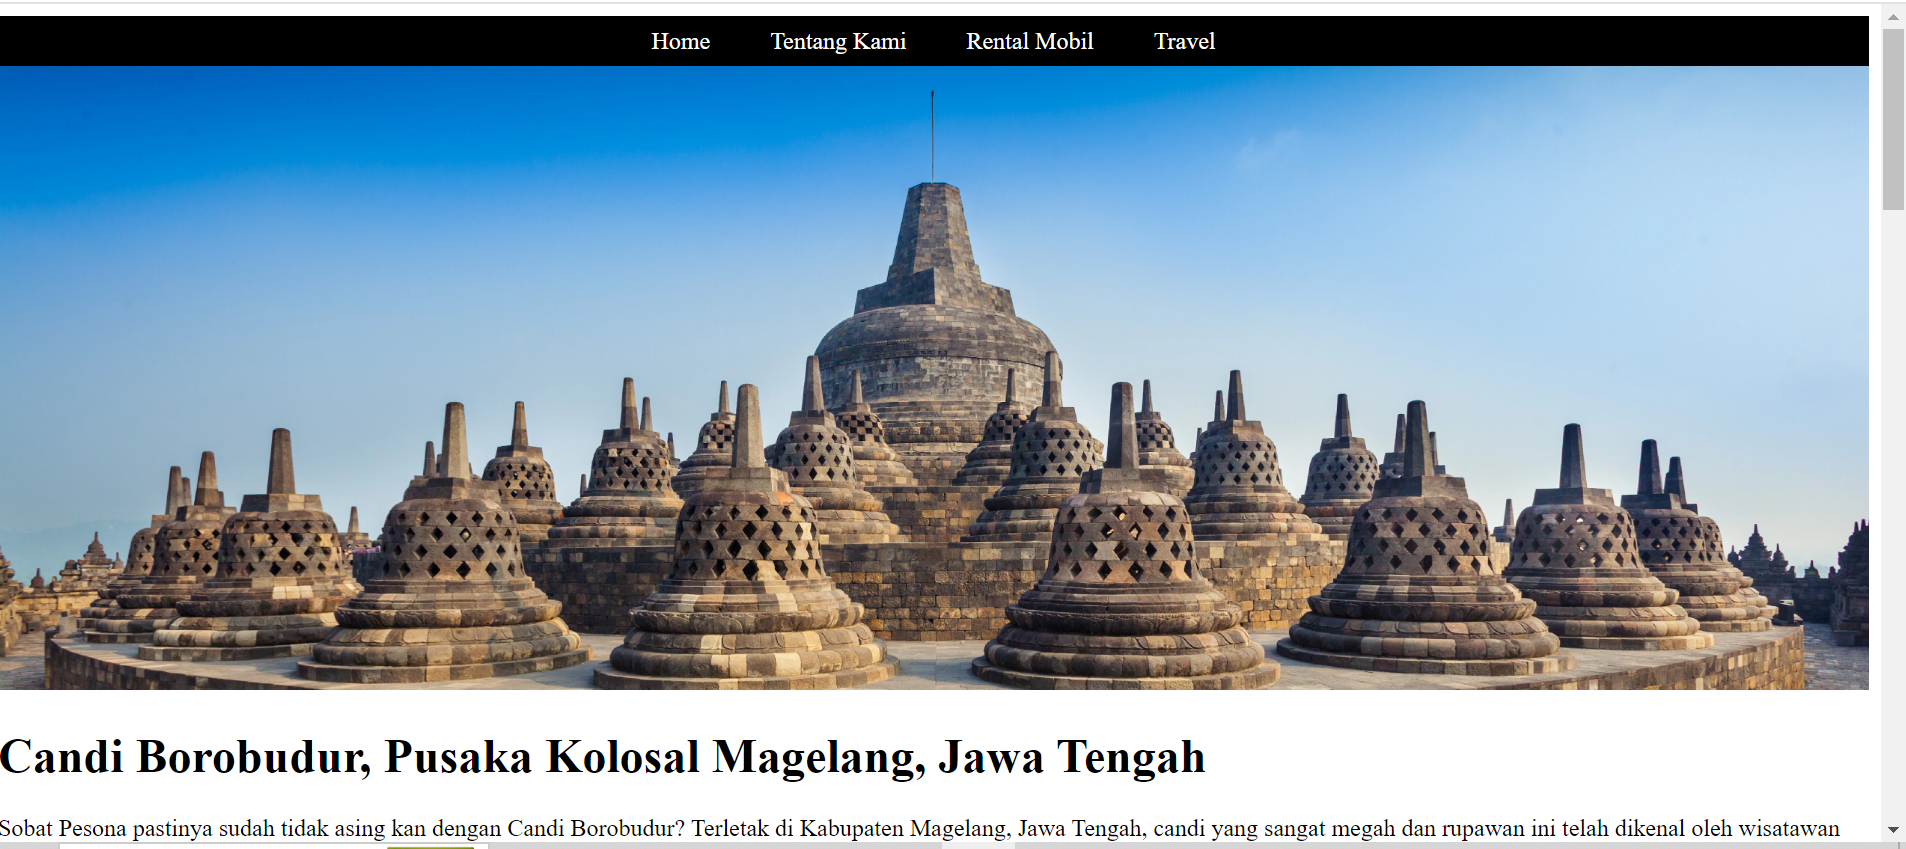 Home Tentang Kami Rental Mobil Travel
Candi Borobudur, Pusaka Kolosal Magelang, Jawa Tengah
Sobat Pesona pastinya sudah tidak asing kan dengan Candi Borobudur? Terletak di Kabupaten Magelang, Jawa Tengah, candi yang sangat megah dan rupawan ini telah dikenal oleh wisatawan